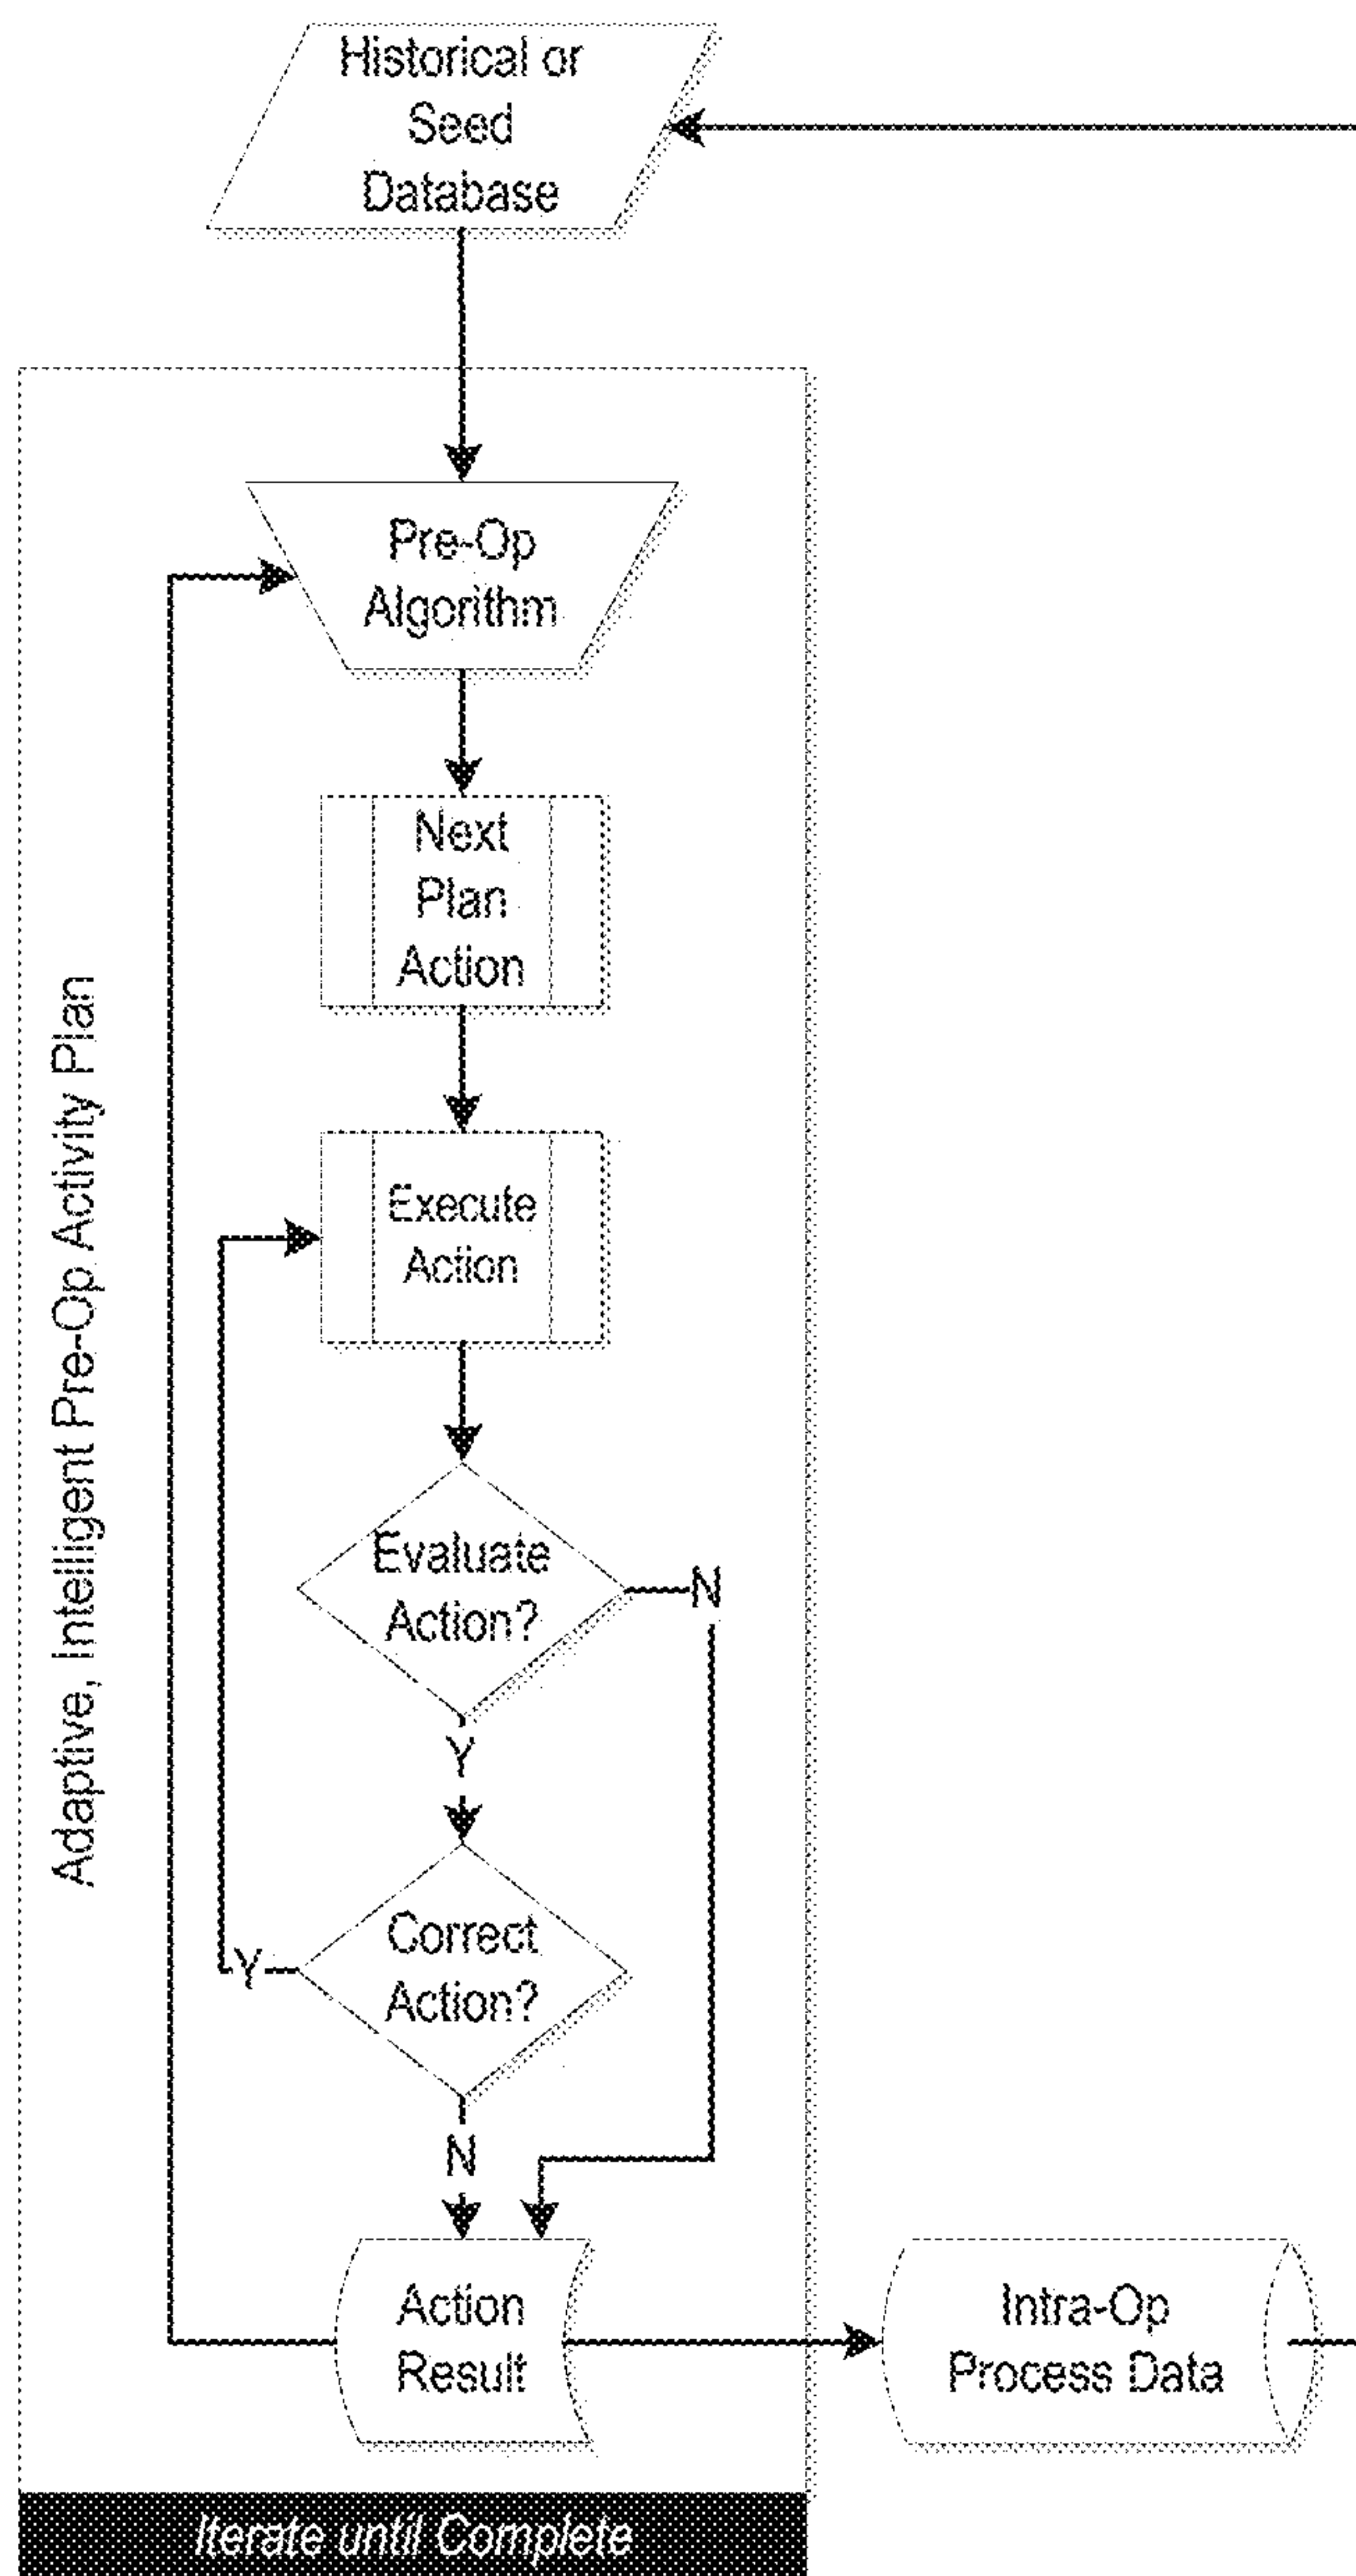 Historical or
Seed
Database
Pre-Op
Algorithm
Next
Plan
Action
Execute
Action
Adaptive, Intelligent Pre-Op Activity Plan
Evaluate
Action?
N
Y
Correct
Action?
Y
N
Action
Result
Intra-Op
Process Data
Iterate until Complete